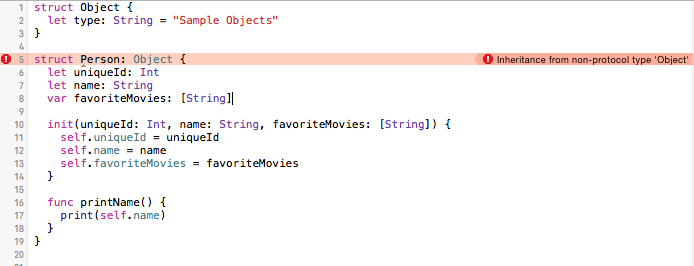 1 struct Object {
2 let type: String = "Sample Objects"
3 }
4
5 struct Person: Object { Inheritance from non-protocol type 'Object'
6 let uniqueId: Int
7 let name: String
8 var favoriteMovies: [String]
9
10 init(uniqueId: Int, name: String, favoriteMovies: [String]) {
11 self.uniqueId = uniqueId
12 self.name = name
13 self.favoriteMovies = favoriteMovies
14 }
15
16 func printName() {
17 print(self.name)
18 }
19 }
20